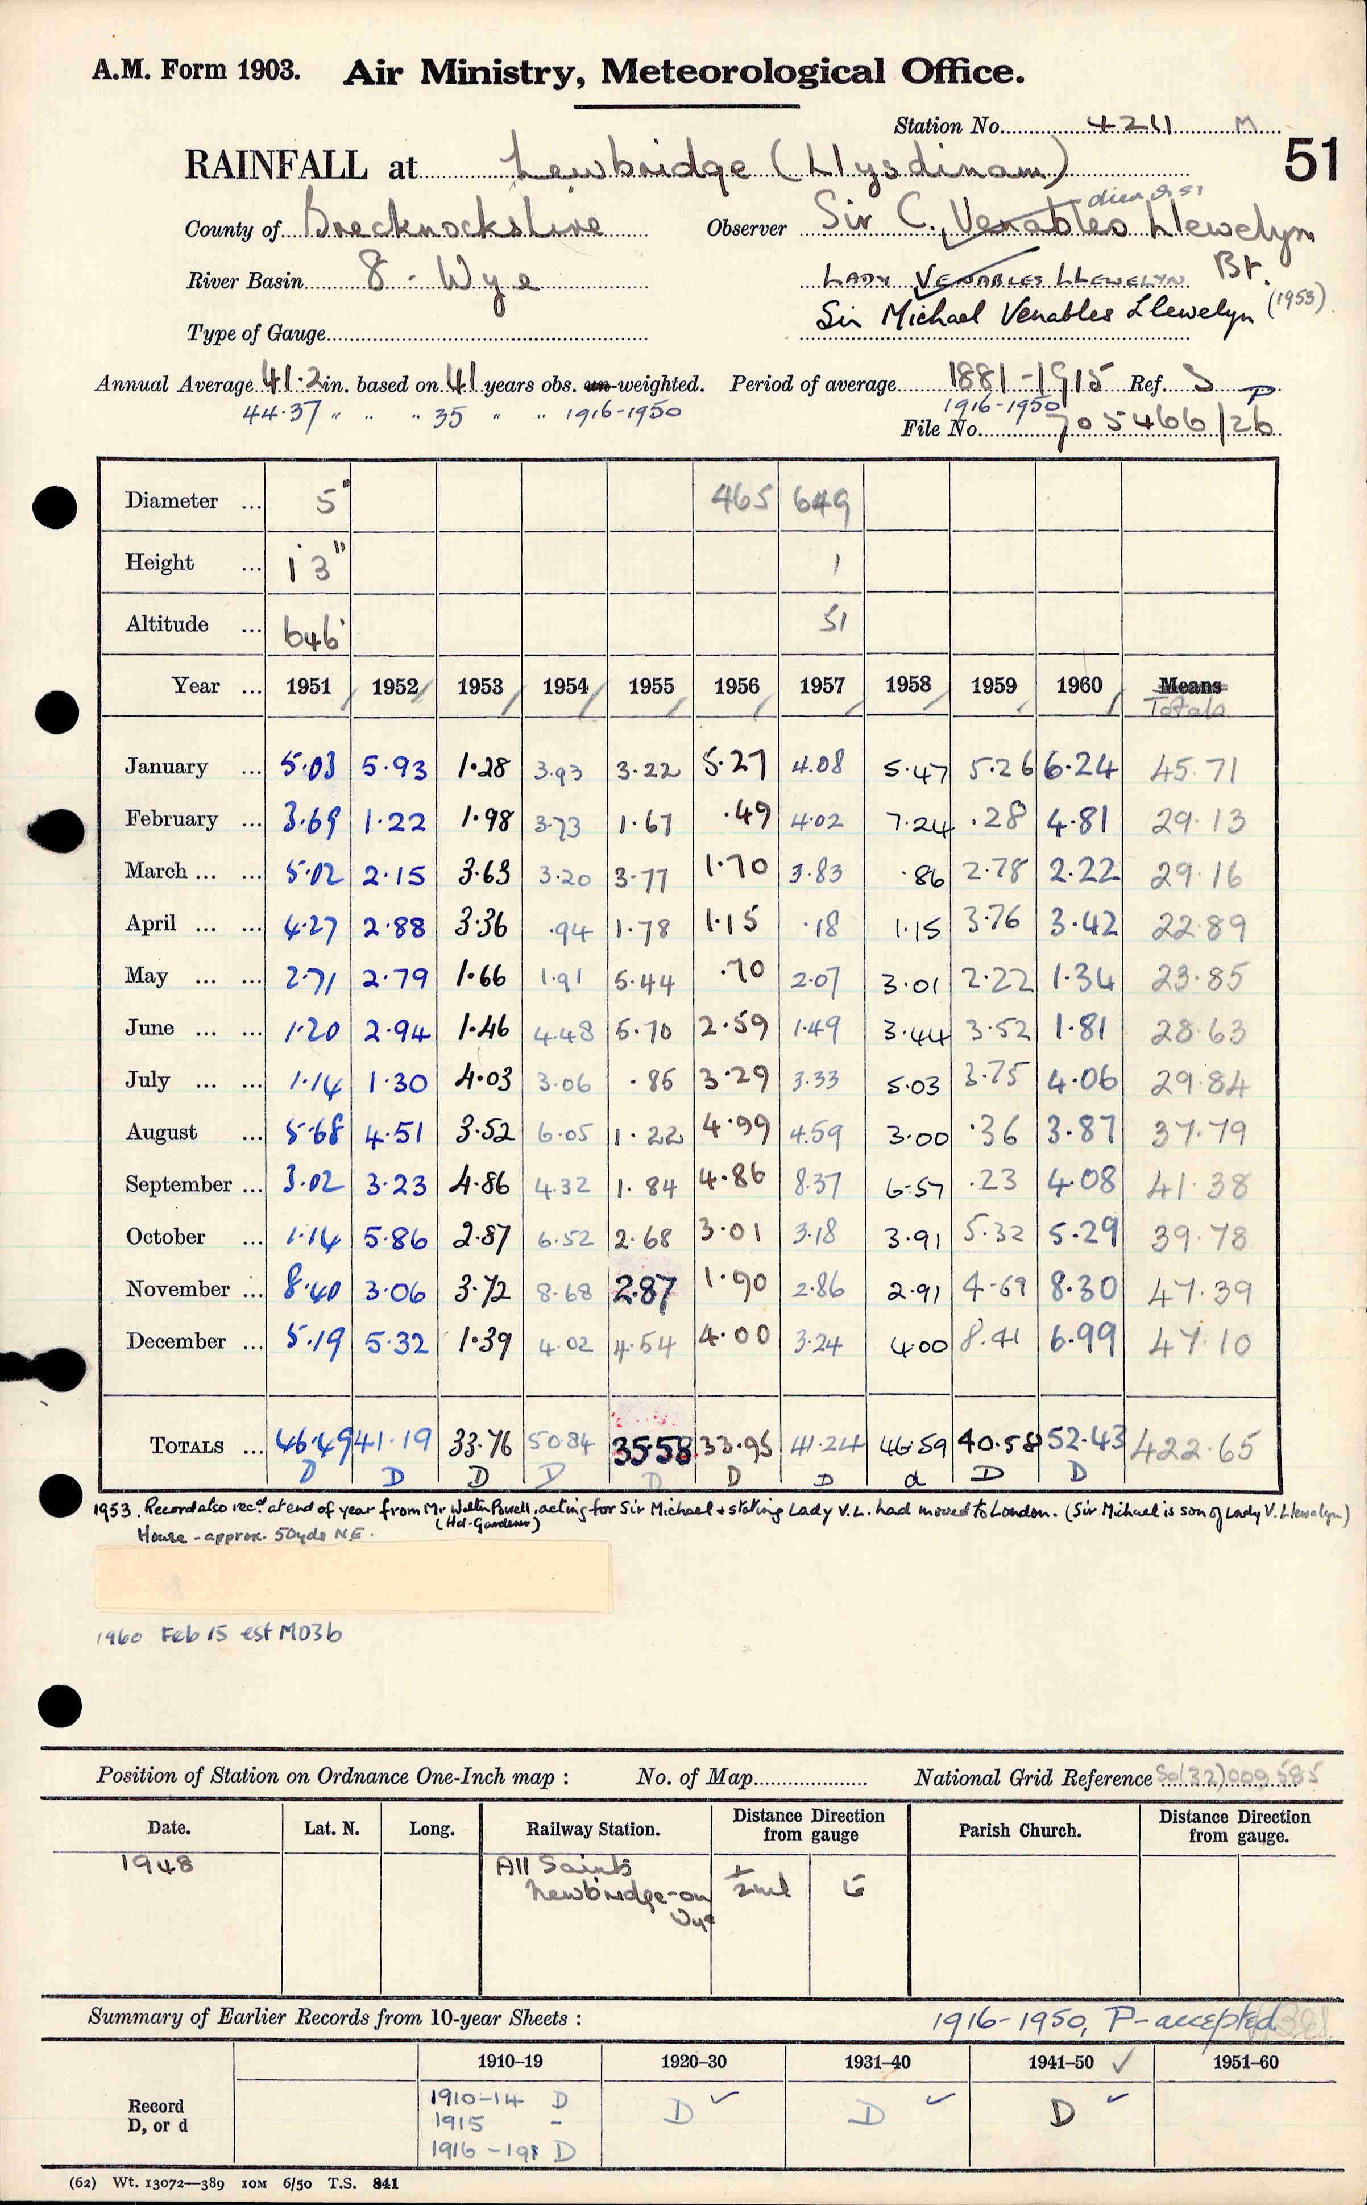 A.M. Form 1903. Air Ministry, Meteorological Office.
Station No. 4211 M
RAINFALL at Newbridge (Llysdinam) 51
died 2.51
County of Brecknockshire Observer Sir C. Venables Llewelyn Bt.
River Basin 8 - Wye LADY VENABLES LLEWELYN
Type of Gauge Sir Michael Venables Llewelyn (1953)
Annual Average 41.2 in. based on 41 years obs. un-weighted. Period of average 1881-1915 Ref. S P
44.37 " " " 35 " " 1916-1950 1916-1950
File No. 705466/26
Diameter ... 5" 465 649
Height ... 1' 3" 1
Altitude ... 646' 51
Year ... 1951 1952 1953 1954 1955 1956 1957 1958 1959 1960 Means
Totals
January ... 5.03 5.93 1.28 3.93 3.22 5.27 4.08 5.47 5.26 6.24 45.71
February ... 3.69 1.22 1.98 3.73 1.67 .49 4.02 7.24 .28 4.81 29.13
March ... ... 5.02 2.15 3.63 3.20 3.77 1.70 3.83 .86 2.78 2.22 29.16
April ... ... 4.27 2.88 3.36 .94 1.78 1.15 .18 1.15 3.76 3.42 22.89
May ... ... 2.71 2.79 1.66 1.91 5.44 .70 2.07 3.01 2.22 1.34 23.85
June ... ... 1.20 2.94 1.46 4.48 5.70 2.59 1.49 3.44 3.52 1.81 28.63
July ... ... 1.14 1.30 4.03 3.06 .85 3.29 3.33 5.03 3.75 4.06 29.84
August ... 5.68 4.51 3.52 6.05 1.22 4.99 4.59 3.00 .36 3.87 37.79
September ... 3.02 3.23 4.86 4.32 1.84 4.86 8.37 6.57 .23 4.08 41.38
October ... 1.14 5.86 2.87 6.52 2.68 3.01 3.18 3.91 5.32 5.29 39.78
November ... 8.40 3.06 3.72 8.68 2.87 1.90 2.86 2.91 4.69 8.30 47.39
December ... 5.19 5.32 1.39 4.02 4.54 4.00 3.24 4.00 8.41 6.99 47.10
TOTALS ... 46.49 41.19 33.76 50.84 35.58 33.95 41.24 46.59 40.58 52.43 422.65
D D D D D D D d D D
1953. Record also recd. at end of year from Mr Walter Powell, acting for Sir Michael & stating Lady V.L. had moved to London. (Sir Michael is son of Lady V. Llewelyn)
(Hd-Gardener)
House - approx. 50yds NE.
1960 Feb 15 est MO3b
Position of Station on Ordnance One-Inch map : No. of Map National Grid Reference SO(32)009585
Date. Lat. N. Long. Railway Station. Distance Direction from gauge Parish Church. Distance Direction from gauge.
1948 All Saints
Newbridge-on Wye ½ml E
Summary of Earlier Records from 10-year Sheets : 1916-1950, P-accepted
1910-19 1920-30 1931-40 1941-50 ✓ 1951-60
Record D, or d
1910-14 D D ✓ D ✓ D ✓
1915 -
1916-191 D
(62) Wt. 13072—389 10M 6/50 T.S. 841